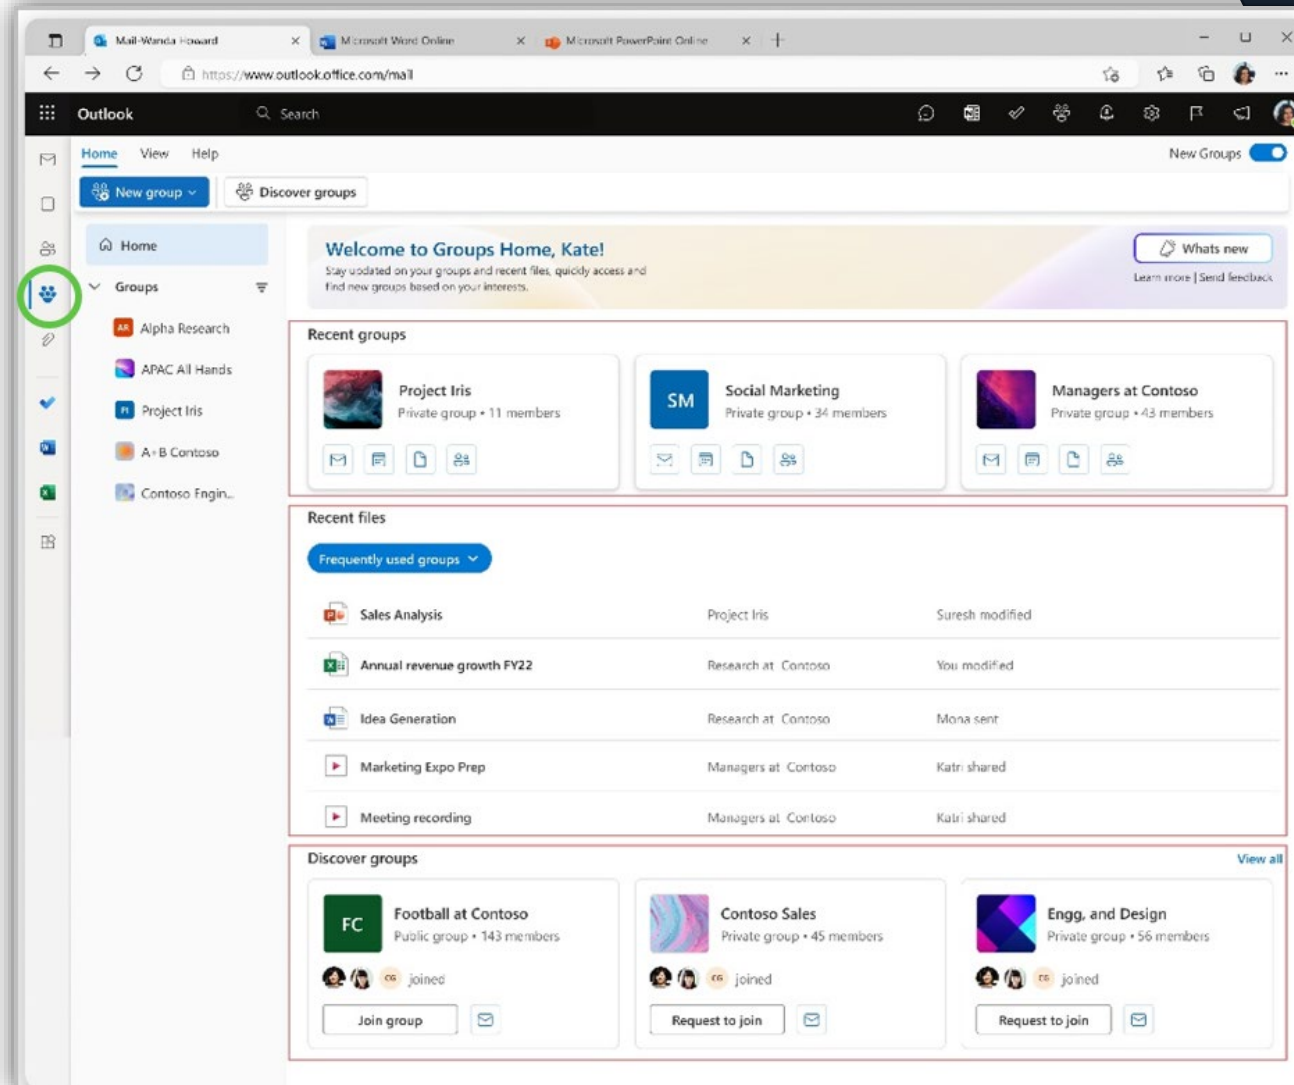 Mail-Wanda Howard
Microsoft Word Online
Microsoft PowerPoint Online
https://www.outlook.office.com/mail
Outlook
Search
Home View Help
New Groups
New group
Discover groups
Home
Groups
AR Alpha Research
APAC All Hands
PI Project Iris
A+B Contoso
Contoso Engin...
Welcome to Groups Home, Kate!
Stay updated on your groups and recent files, quickly access and
find new groups based on your interests.
Whats new
Learn more | Send feedback
Recent groups
Project Iris
Private group • 11 members
SM
Social Marketing
Private group • 34 members
Managers at Contoso
Private group • 43 members
Recent files
Frequently used groups
Sales Analysis Project Iris Suresh modified
Annual revenue growth FY22 Research at Contoso You modified
Idea Generation Research at Contoso Mona sent
Marketing Expo Prep Managers at Contoso Katri shared
Meeting recording Managers at Contoso Katri shared
Discover groups
View all
FC
Football at Contoso
Public group • 143 members
CG joined
Join group
Contoso Sales
Private group • 45 members
CG joined
Request to join
Engg, and Design
Private group • 56 members
CG joined
Request to join